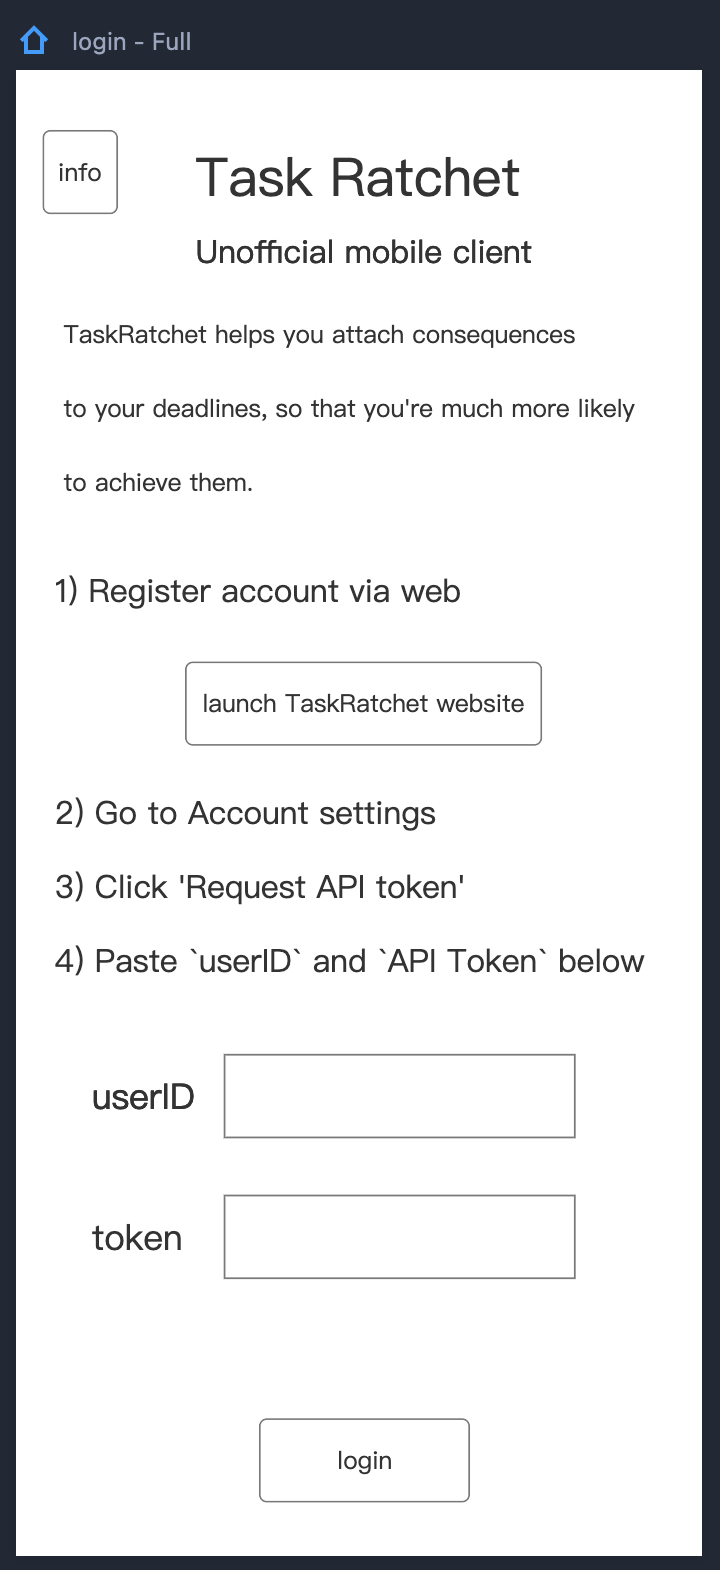 login - Full
info
Task Ratchet
Unofficial mobile client
TaskRatchet helps you attach consequences
to your deadlines, so that you're much more likely
to achieve them.
1) Register account via web
launch TaskRatchet website
2) Go to Account settings
3) Click 'Request API token'
4) Paste `userID` and `API Token` below
userID
token
login